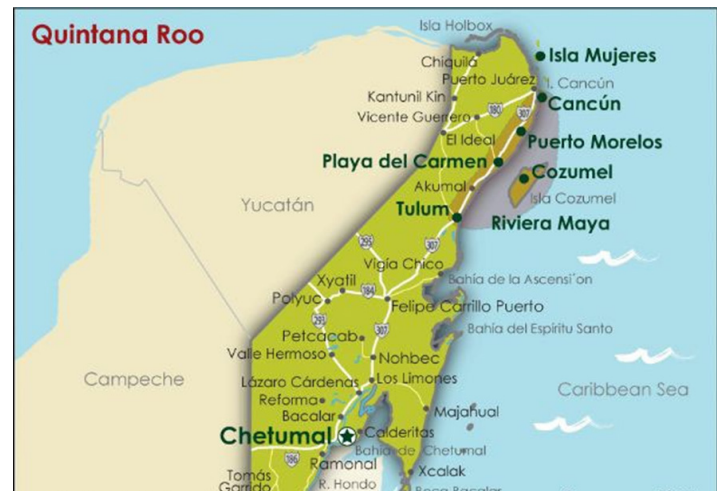 Quintana Roo
Isla Holbox
Isla Mujeres
Chiquilá
Puerto Juárez
I. Cancún
Kantunil Kin
Cancún
180
307
Vicente Guerrero
El Ideal
Puerto Morelos
Playa del Carmen
Cozumel
Akumal
Isla Cozumel
Yucatán
Tulum
Riviera Maya
295
307
Vigia Chico
Bahía de la Ascensi´on
Xyatil
184
Polyuc
Felipe Carrillo Puerto
293
307
Bahía del Espíritu Santo
Petcacab
Valle Hermoso
Nohbec
Campeche
Lázaro Cárdenas
Los Limones
Caribbean Sea
Reforma
Bacalar
Majahual
Chetumal
Calderitas
Bahía de Chetumal
186
Ramonal
Xcalak
Tomás
Garrido
R. Hondo
Boca Bacalar